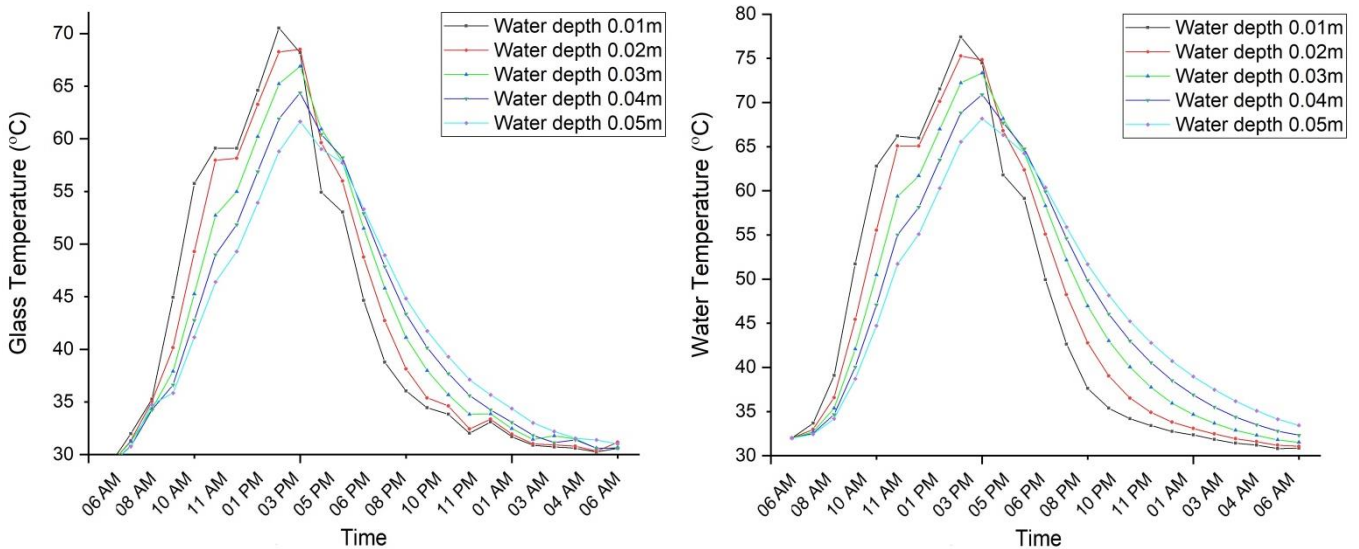 70
65
60
55
50
45
40
35
30
Glass Temperature (°C)
Water depth 0.01m
Water depth 0.02m
Water depth 0.03m
Water depth 0.04m
Water depth 0.05m
06 AM
08 AM
10 AM
11 AM
01 PM
03 PM
05 PM
06 PM
08 PM
10 PM
11 PM
01 AM
03 AM
04 AM
06 AM
Time
80
75
70
65
60
55
50
45
40
35
30
Water Temperature (°C)
Water depth 0.01m
Water depth 0.02m
Water depth 0.03m
Water depth 0.04m
Water depth 0.05m
06 AM
08 AM
10 AM
11 AM
01 PM
03 PM
05 PM
06 PM
08 PM
10 PM
11 PM
01 AM
03 AM
04 AM
06 AM
Time